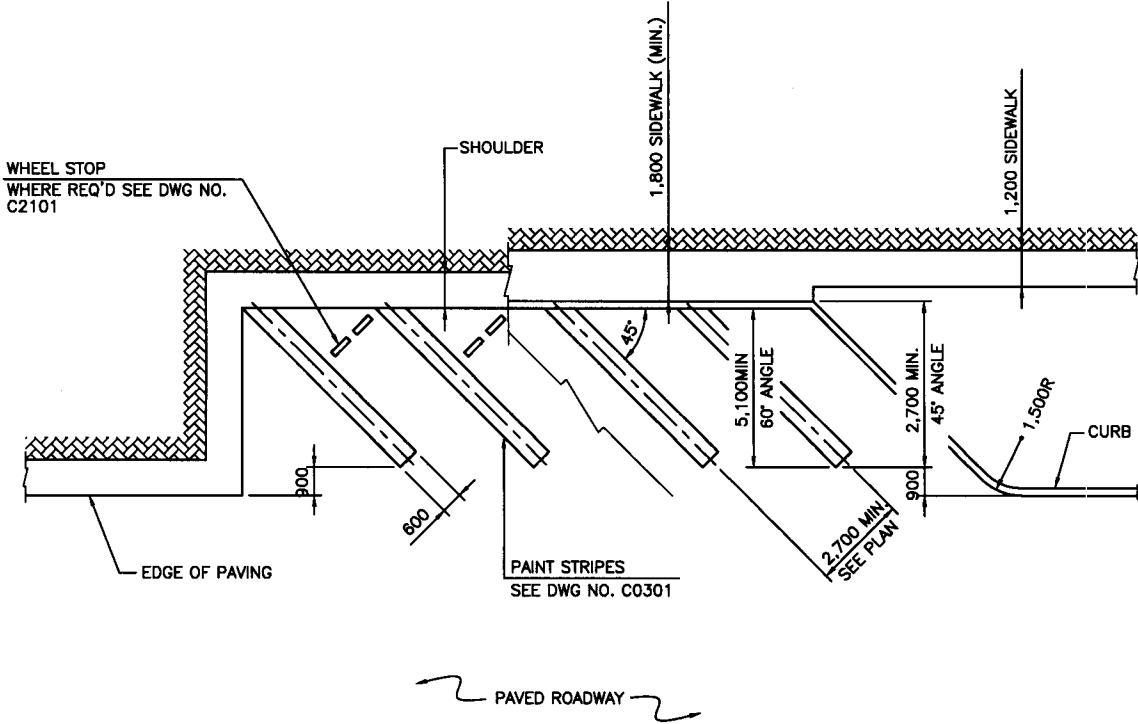 WHEEL STOP
WHERE REQ'D SEE DWG NO.
C2101
SHOULDER
1,800 SIDEWALK (MIN.)
1,200 SIDEWALK
45°
5,100MIN
60° ANGLE
2,700 MIN.
45° ANGLE
1,500R
CURB
900
600
900
2,700 MIN.
SEE PLAN
EDGE OF PAVING
PAINT STRIPES
SEE DWG NO. C0301
PAVED ROADWAY